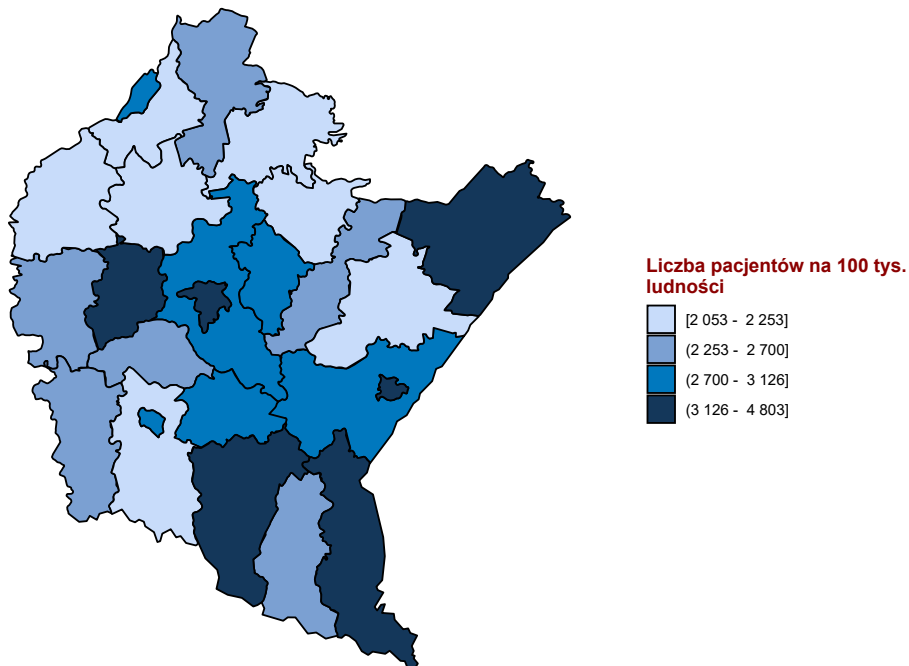 Liczba pacjentów na 100 tys.
ludności
[2 053 - 2 253]
(2 253 - 2 700]
(2 700 - 3 126]
(3 126 - 4 803]